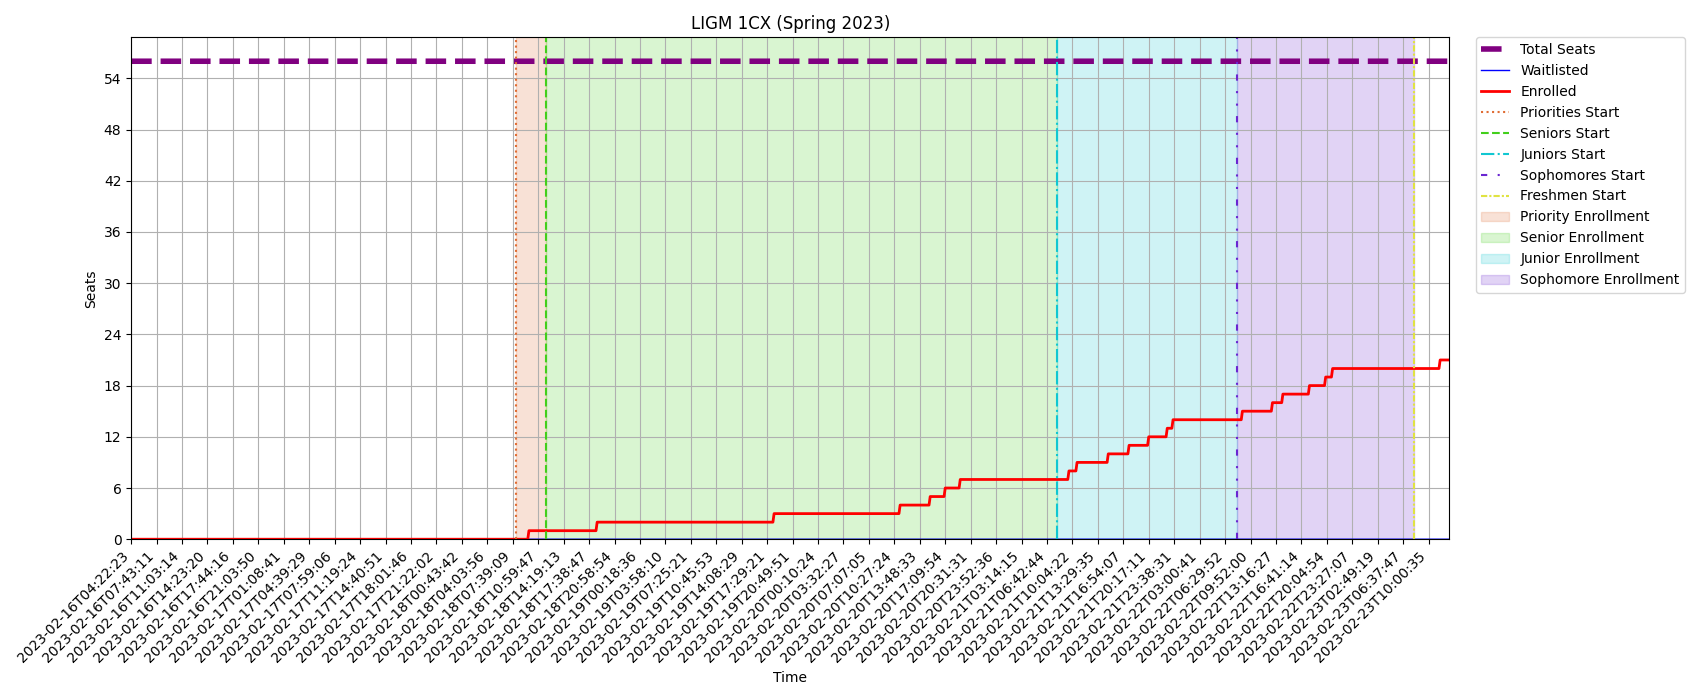 LIGM 1CX (Spring 2023)
Total Seats
Waitlisted
Enrolled
Priorities Start
Seniors Start
Juniors Start
Sophomores Start
Freshmen Start
Priority Enrollment
Senior Enrollment
Junior Enrollment
Sophomore Enrollment
Seats
54
48
42
36
30
24
18
12
6
0
2023-02-16T04:22:23
2023-02-16T07:43:11
2023-02-16T11:03:14
2023-02-16T14:23:20
2023-02-16T17:44:16
2023-02-16T21:03:50
2023-02-17T01:08:41
2023-02-17T04:39:29
2023-02-17T07:59:06
2023-02-17T11:19:24
2023-02-17T14:40:51
2023-02-17T18:01:46
2023-02-17T21:22:02
2023-02-18T00:43:42
2023-02-18T04:03:56
2023-02-18T07:39:09
2023-02-18T10:59:47
2023-02-18T14:19:13
2023-02-18T17:38:47
2023-02-18T20:58:54
2023-02-19T00:18:36
2023-02-19T03:58:10
2023-02-19T07:25:21
2023-02-19T10:45:53
2023-02-19T14:08:29
2023-02-19T17:29:21
2023-02-19T20:49:51
2023-02-20T00:10:24
2023-02-20T03:32:27
2023-02-20T07:07:05
2023-02-20T10:27:24
2023-02-20T13:48:33
2023-02-20T17:09:54
2023-02-20T20:31:31
2023-02-20T23:52:36
2023-02-21T03:14:15
2023-02-21T06:42:44
2023-02-21T10:04:22
2023-02-21T13:29:35
2023-02-21T16:54:07
2023-02-21T20:17:11
2023-02-21T23:38:31
2023-02-22T03:00:41
2023-02-22T06:29:52
2023-02-22T09:52:00
2023-02-22T13:16:27
2023-02-22T16:41:14
2023-02-22T20:04:54
2023-02-22T23:27:07
2023-02-23T02:49:19
2023-02-23T06:37:47
2023-02-23T10:00:35
Time